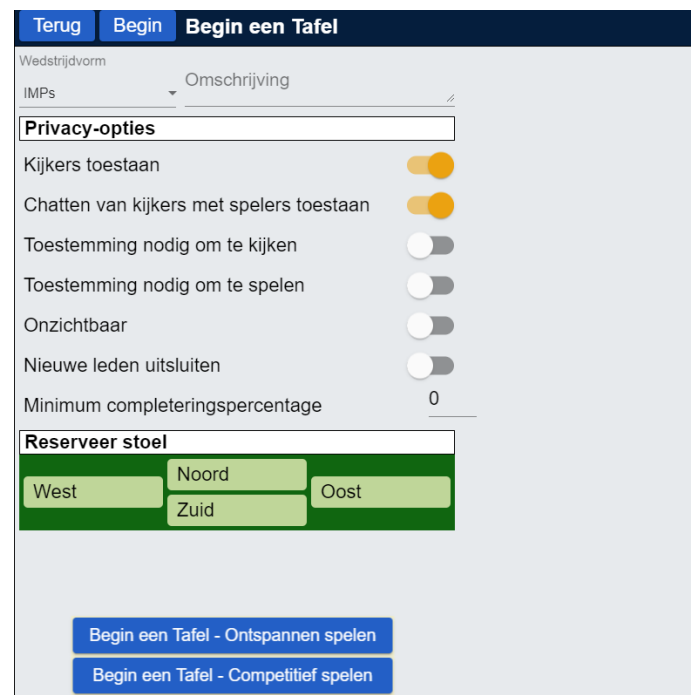 Terug Begin Begin een Tafel
Wedstrijdvorm
IMPs Omschrijving
Privacy-opties
Kijkers toestaan
Chatten van kijkers met spelers toestaan
Toestemming nodig om te kijken
Toestemming nodig om te spelen
Onzichtbaar
Nieuwe leden uitsluiten
Minimum completeringspercentage 0
Reserveer stoel
Noord
West Oost
Zuid
Begin een Tafel - Ontspannen spelen
Begin een Tafel - Competitief spelen